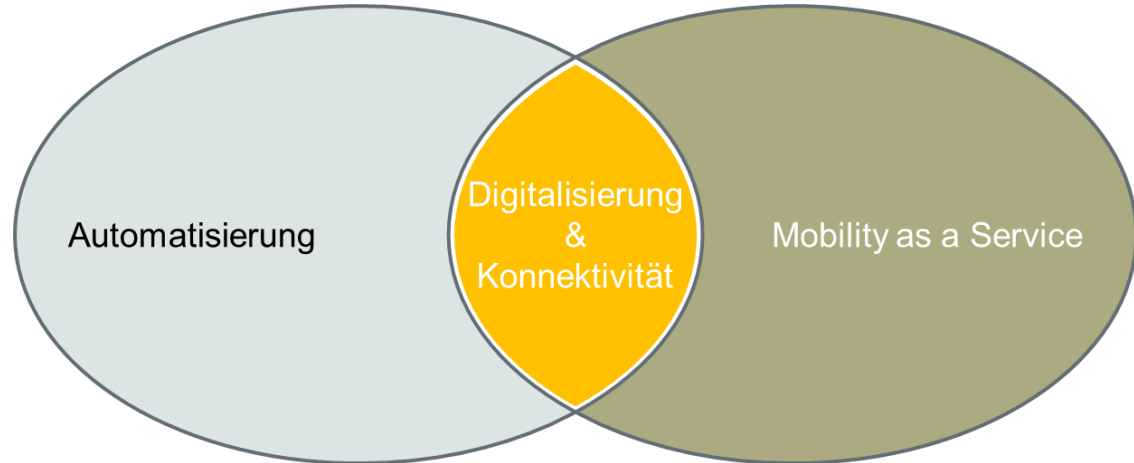 Automatisierung
Digitalisierung
&
Konnektivität
Mobility as a Service